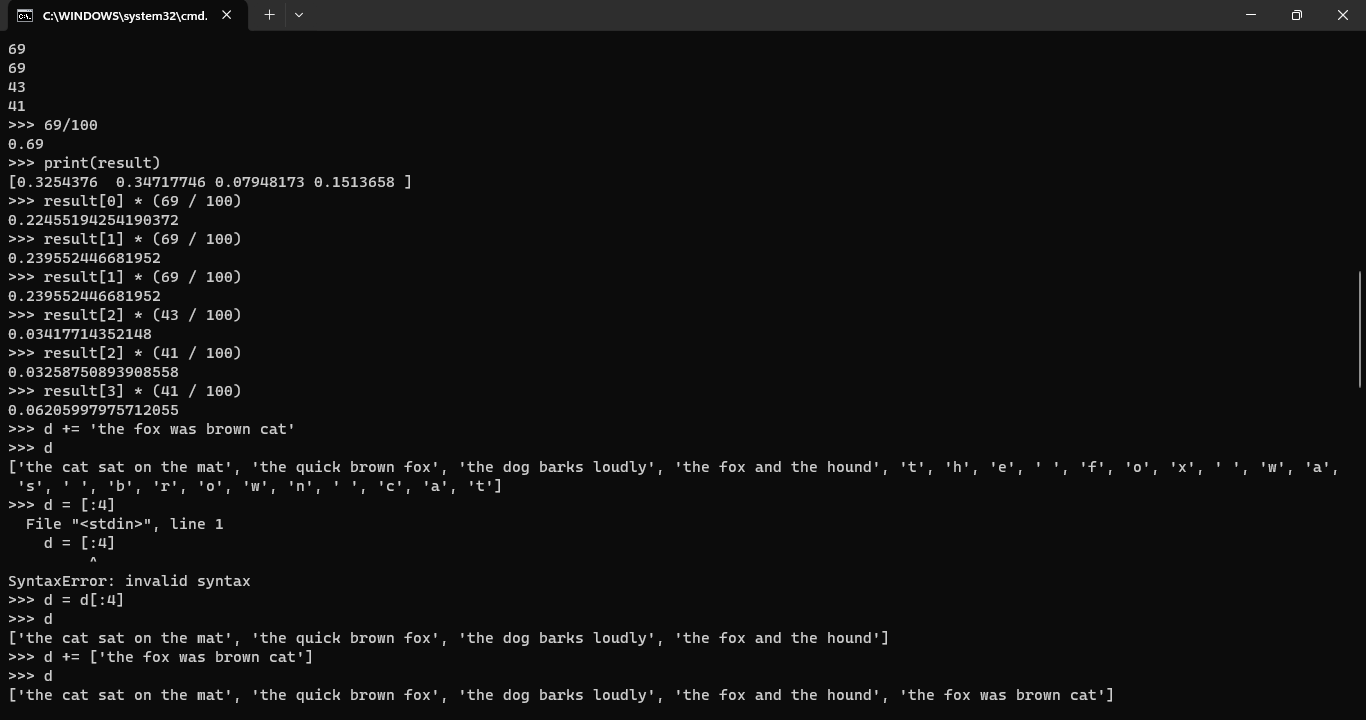 C:\WINDOWS\system32\cmd.
69
69
43
41
>>> 69/100
0.69
>>> print(result)
[0.3254376  0.34717746 0.07948173 0.1513658 ]
>>> result[0] * (69 / 100)
0.22455194254190372
>>> result[1] * (69 / 100)
0.239552446681952
>>> result[1] * (69 / 100)
0.239552446681952
>>> result[2] * (43 / 100)
0.03417714352148
>>> result[2] * (41 / 100)
0.03258750893908558
>>> result[3] * (41 / 100)
0.06205997975712055
>>> d += 'the fox was brown cat'
>>> d
['the cat sat on the mat', 'the quick brown fox', 'the dog barks loudly', 'the fox and the hound', 't', 'h', 'e', ' ', 'f', 'o', 'x', ' ', 'w', 'a',
 's', ' ', 'b', 'r', 'o', 'w', 'n', ' ', 'c', 'a', 't']
>>> d = [:4]
  File "<stdin>", line 1
    d = [:4]
         ^
SyntaxError: invalid syntax
>>> d = d[:4]
>>> d
['the cat sat on the mat', 'the quick brown fox', 'the dog barks loudly', 'the fox and the hound']
>>> d += ['the fox was brown cat']
>>> d
['the cat sat on the mat', 'the quick brown fox', 'the dog barks loudly', 'the fox and the hound', 'the fox was brown cat']